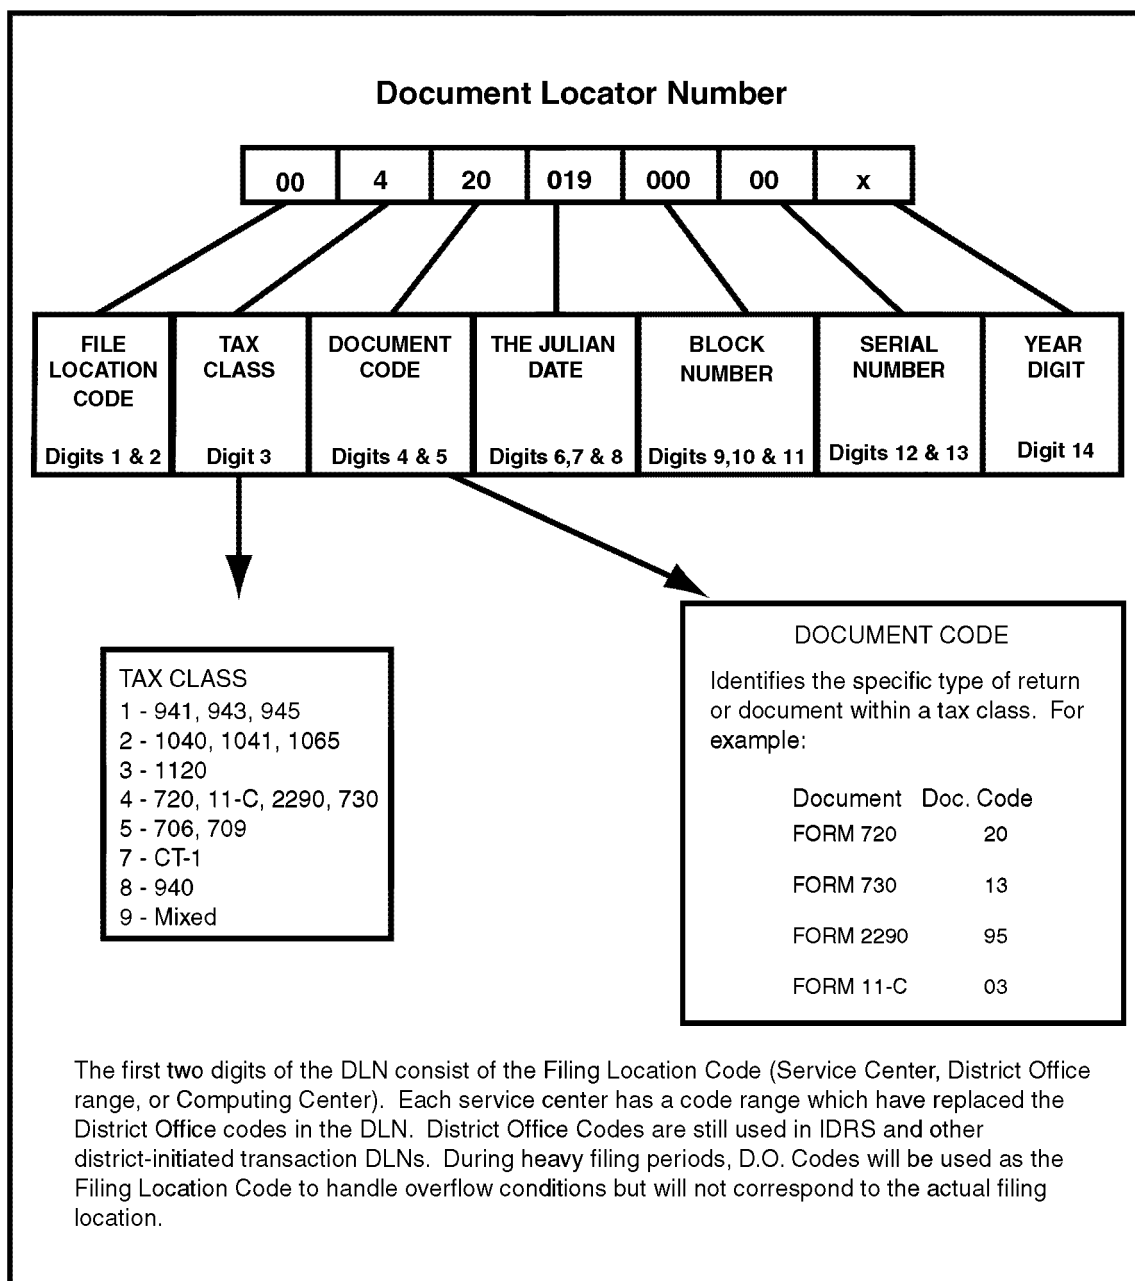 Document Locator Number
00 4 20 019 000 00 x
FILE LOCATION CODE
Digits 1 & 2
TAX CLASS
Digit 3
DOCUMENT CODE
Digits 4 & 5
THE JULIAN DATE
Digits 6,7 & 8
BLOCK NUMBER
Digits 9,10 & 11
SERIAL NUMBER
Digits 12 & 13
YEAR DIGIT
Digit 14
TAX CLASS
1 - 941, 943, 945
2 - 1040, 1041, 1065
3 - 1120
4 - 720, 11-C, 2290, 730
5 - 706, 709
7 - CT-1
8 - 940
9 - Mixed
DOCUMENT CODE
Identifies the specific type of return
or document within a tax class. For
example:
Document Doc. Code
FORM 720 20
FORM 730 13
FORM 2290 95
FORM 11-C 03
The first two digits of the DLN consist of the Filing Location Code (Service Center, District Office
range, or Computing Center). Each service center has a code range which have replaced the
District Office codes in the DLN. District Office Codes are still used in IDRS and other
district-initiated transaction DLNs. During heavy filing periods, D.O. Codes will be used as the
Filing Location Code to handle overflow conditions but will not correspond to the actual filing
location.